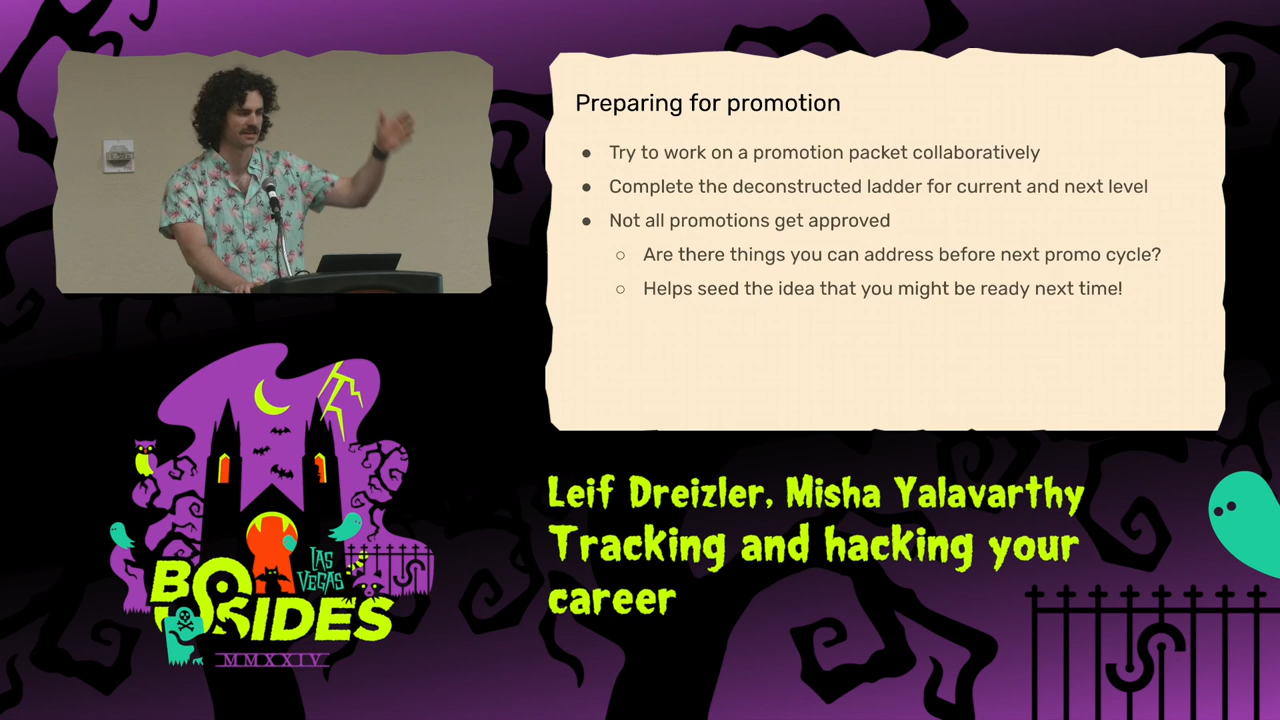 Preparing for promotion
● Try to work on a promotion packet collaboratively
● Complete the deconstructed ladder for current and next level
● Not all promotions get approved
○ Are there things you can address before next promo cycle?
○ Helps seed the idea that you might be ready next time!
Leif Dreizler, Misha Yalavarthy
Tracking and hacking your
career
LAS
VEGAS
BSIDES
MMXXIV